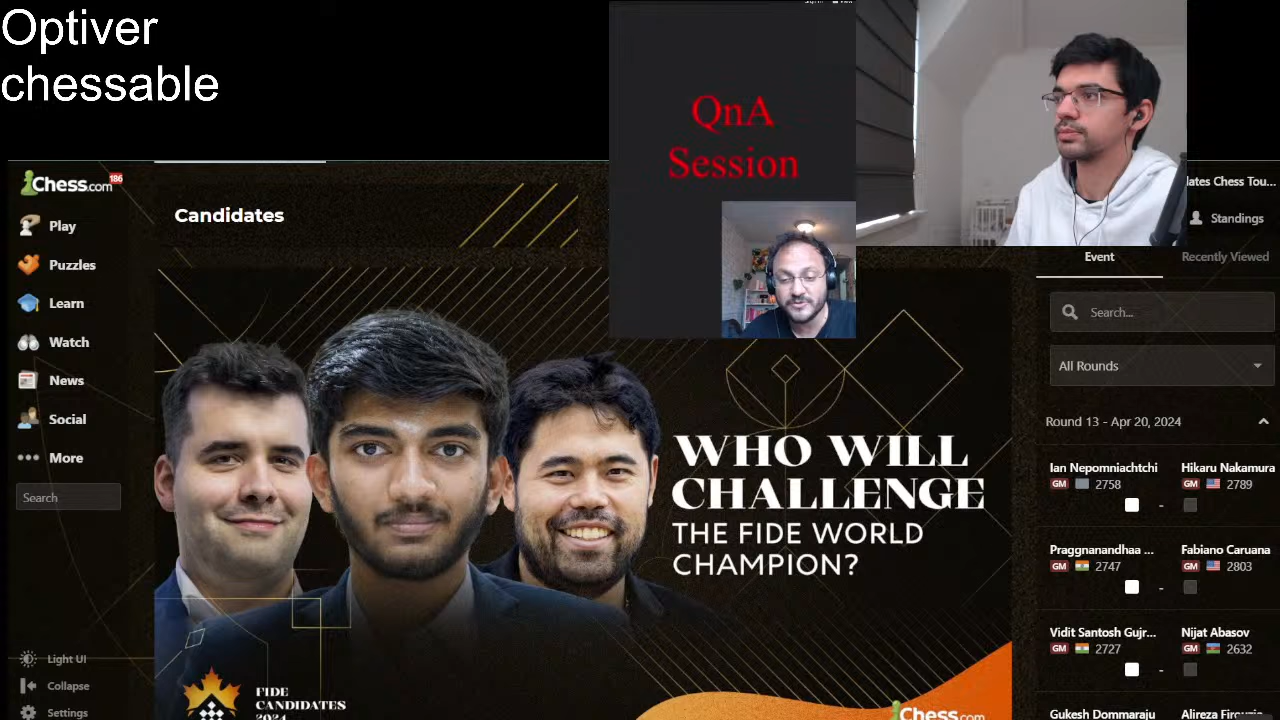 Optiver
chessable
QnA
Session
Chess.com
186
Play
Puzzles
Learn
Watch
News
Social
More
Search
Light UI
Collapse
Settings
Candidates
WHO WILL
CHALLENGE
THE FIDE WORLD
CHAMPION?
FIDE
CANDIDATES
2024
Chess.com
Chess Tou...
Standings
Event
Recently Viewed
Search...
All Rounds
Round 13 - Apr 20, 2024
Ian Nepomniachtchi
GM 2758
Hikaru Nakamura
GM 2789
-
Praggnanandhaa ...
GM 2747
Fabiano Caruana
GM 2803
-
Vidit Santosh Gujr...
GM 2727
Nijat Abasov
GM 2632
-
Gukesh Dommaraju
Alireza Firouzja